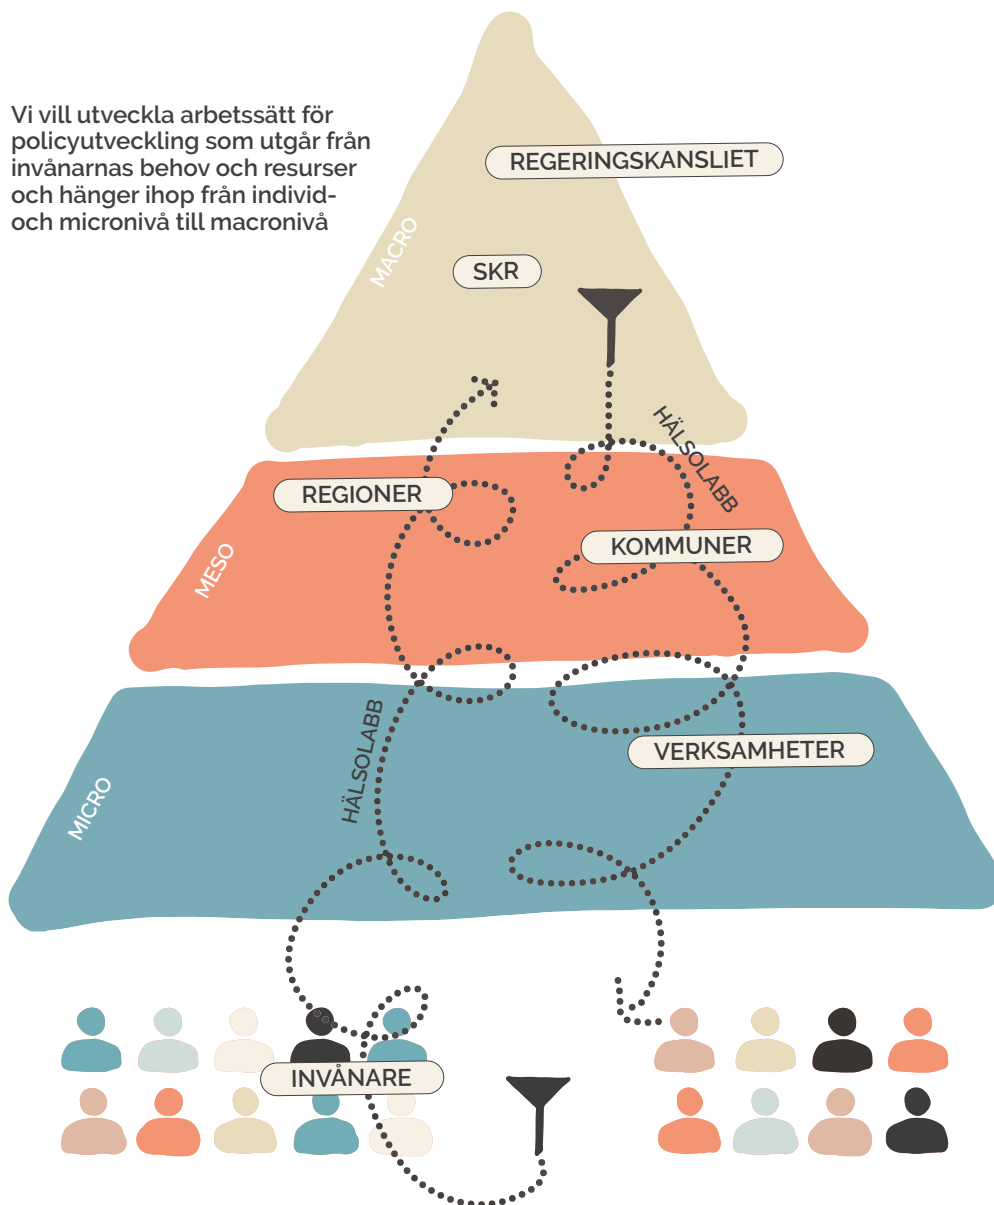 Vi vill utveckla arbetssätt för
policyutveckling som utgår från
invånarnas behov och resurser
och hänger ihop från individ-
och micronivå till macronivå
REGERINGSKANSLIET
MACRO
SKR
HÄLSOLABB
REGIONER
KOMMUNER
MESO
HÄLSOLABB
VERKSAMHETER
MICRO
INVÅNARE